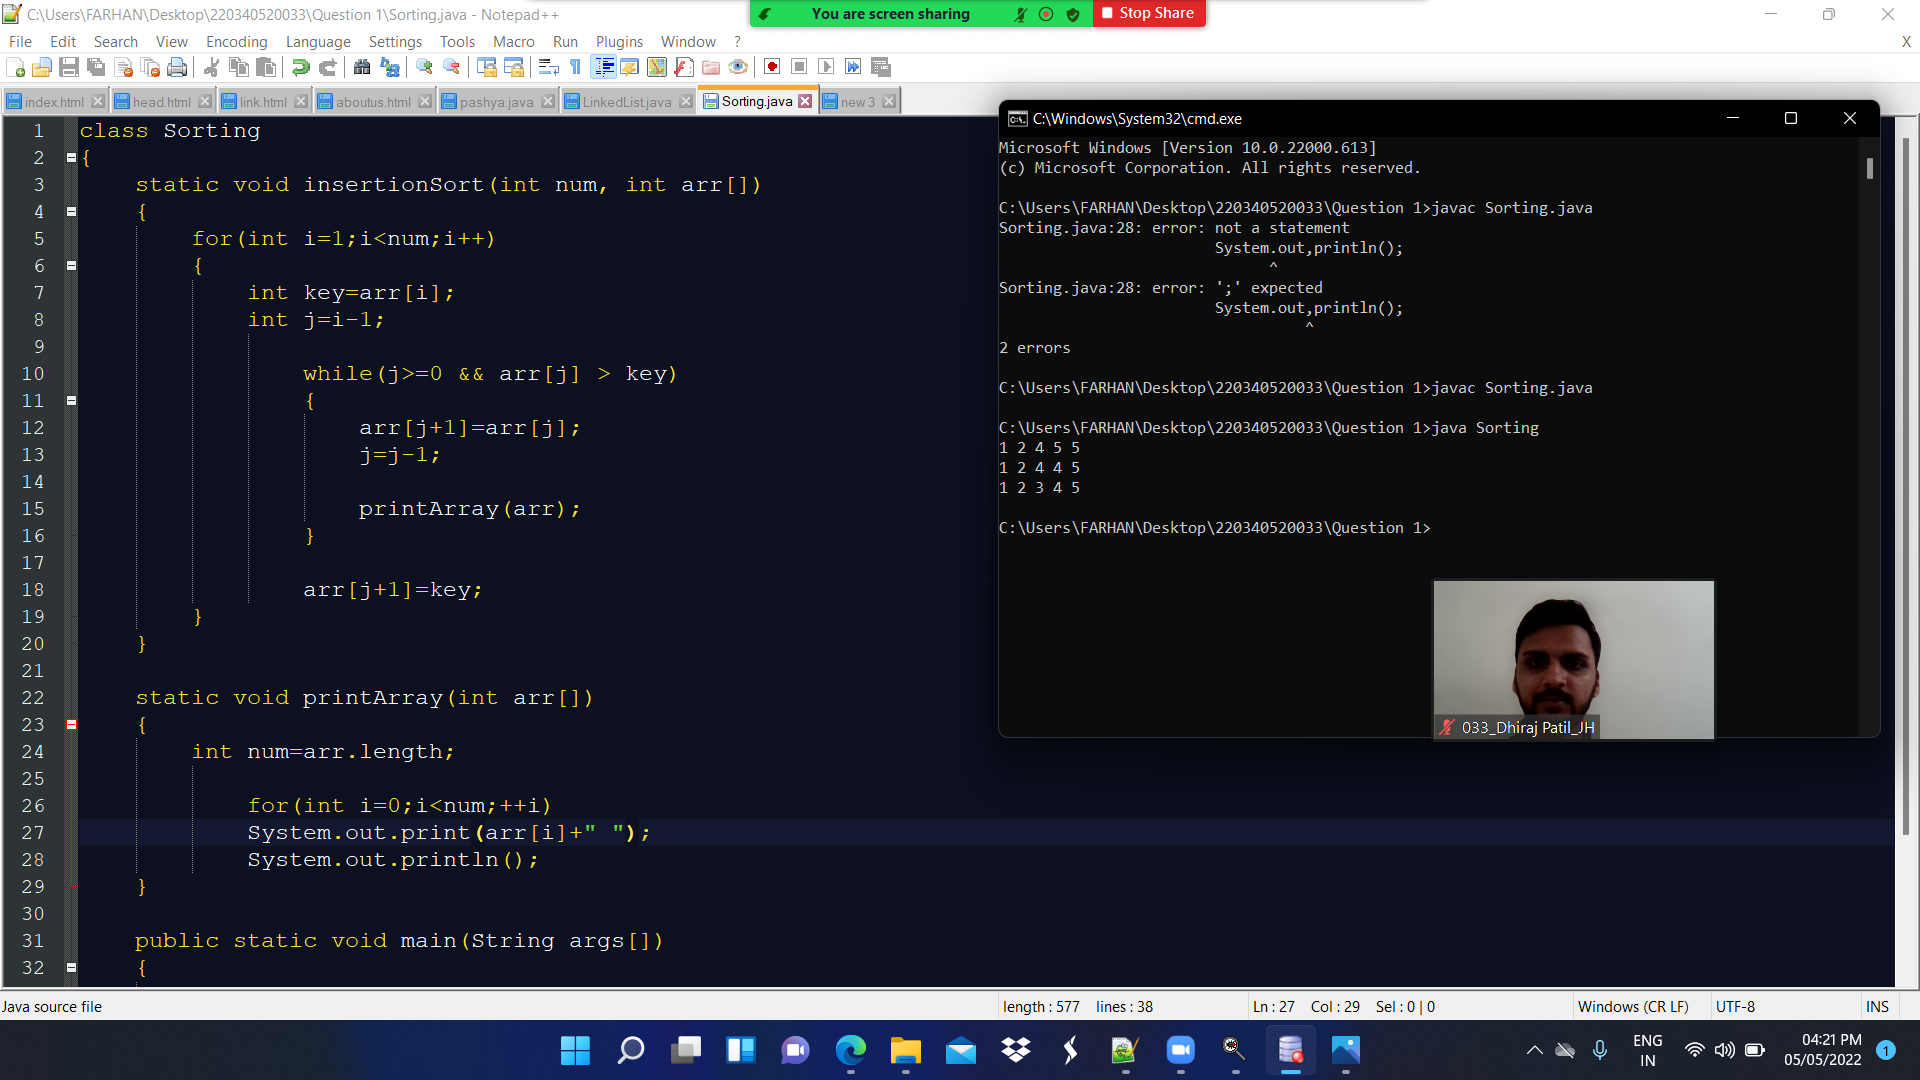 C:\Users\FARHAN\Desktop\220340520033\Question 1\Sorting.java - Notepad++
You are screen sharing
Stop Share
File Edit Search View Encoding Language Settings Tools Macro Run Plugins Window ?
X
index.html head.html link.html aboutus.html pashya.java LinkedList.java Sorting.java new 3
1 class Sorting
2 {
3 static void insertionSort(int num, int arr[])
4 {
5 for(int i=1;i<num;i++)
6 {
7 int key=arr[i];
8 int j=i-1;
9
10 while(j>=0 && arr[j] > key)
11 {
12 arr[j+1]=arr[j];
13 j=j-1;
14
15 printArray(arr);
16 }
17
18 arr[j+1]=key;
19 }
20 }
21
22 static void printArray(int arr[])
23 {
24 int num=arr.length;
25
26 for(int i=0;i<num;++i)
27 System.out.print(arr[i]+" ");
28 System.out.println();
29 }
30
31 public static void main(String args[])
32 {
C:\Windows\System32\cmd.exe
Microsoft Windows [Version 10.0.22000.613]
(c) Microsoft Corporation. All rights reserved.
C:\Users\FARHAN\Desktop\220340520033\Question 1>javac Sorting.java
Sorting.java:28: error: not a statement
System.out,println();
^
Sorting.java:28: error: ';' expected
System.out,println();
^
2 errors
C:\Users\FARHAN\Desktop\220340520033\Question 1>javac Sorting.java
C:\Users\FARHAN\Desktop\220340520033\Question 1>java Sorting
1 2 4 5 5
1 2 4 4 5
1 2 3 4 5
C:\Users\FARHAN\Desktop\220340520033\Question 1>
033_Dhiraj Patil_JH
Java source file
length : 577 lines : 38
Ln : 27 Col : 29 Sel : 0 | 0
Windows (CR LF)
UTF-8
INS
ENG
IN
04:21 PM
05/05/2022
1